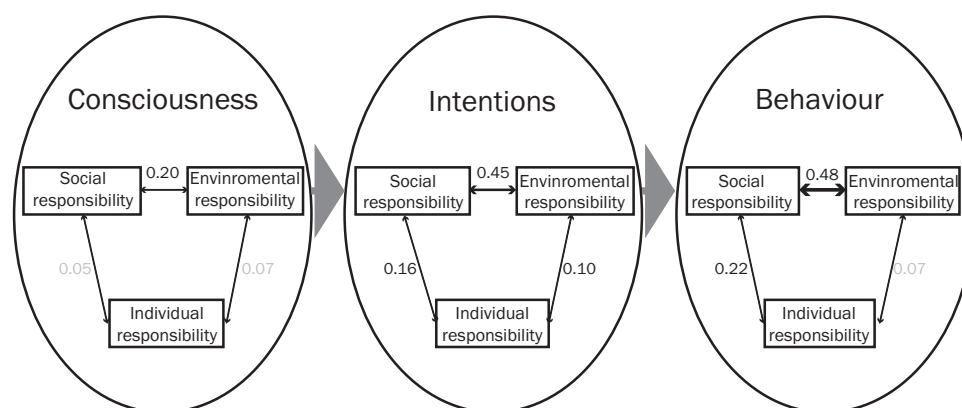 Consciousness
Social
responsibility
0.20
Envinromental
responsibility
0.05
0.07
Individual
responsibility
Intentions
Social
responsibility
0.45
Envinromental
responsibility
0.16
0.10
Individual
responsibility
Behaviour
Social
responsibility
0.48
Envinromental
responsibility
0.22
0.07
Individual
responsibility